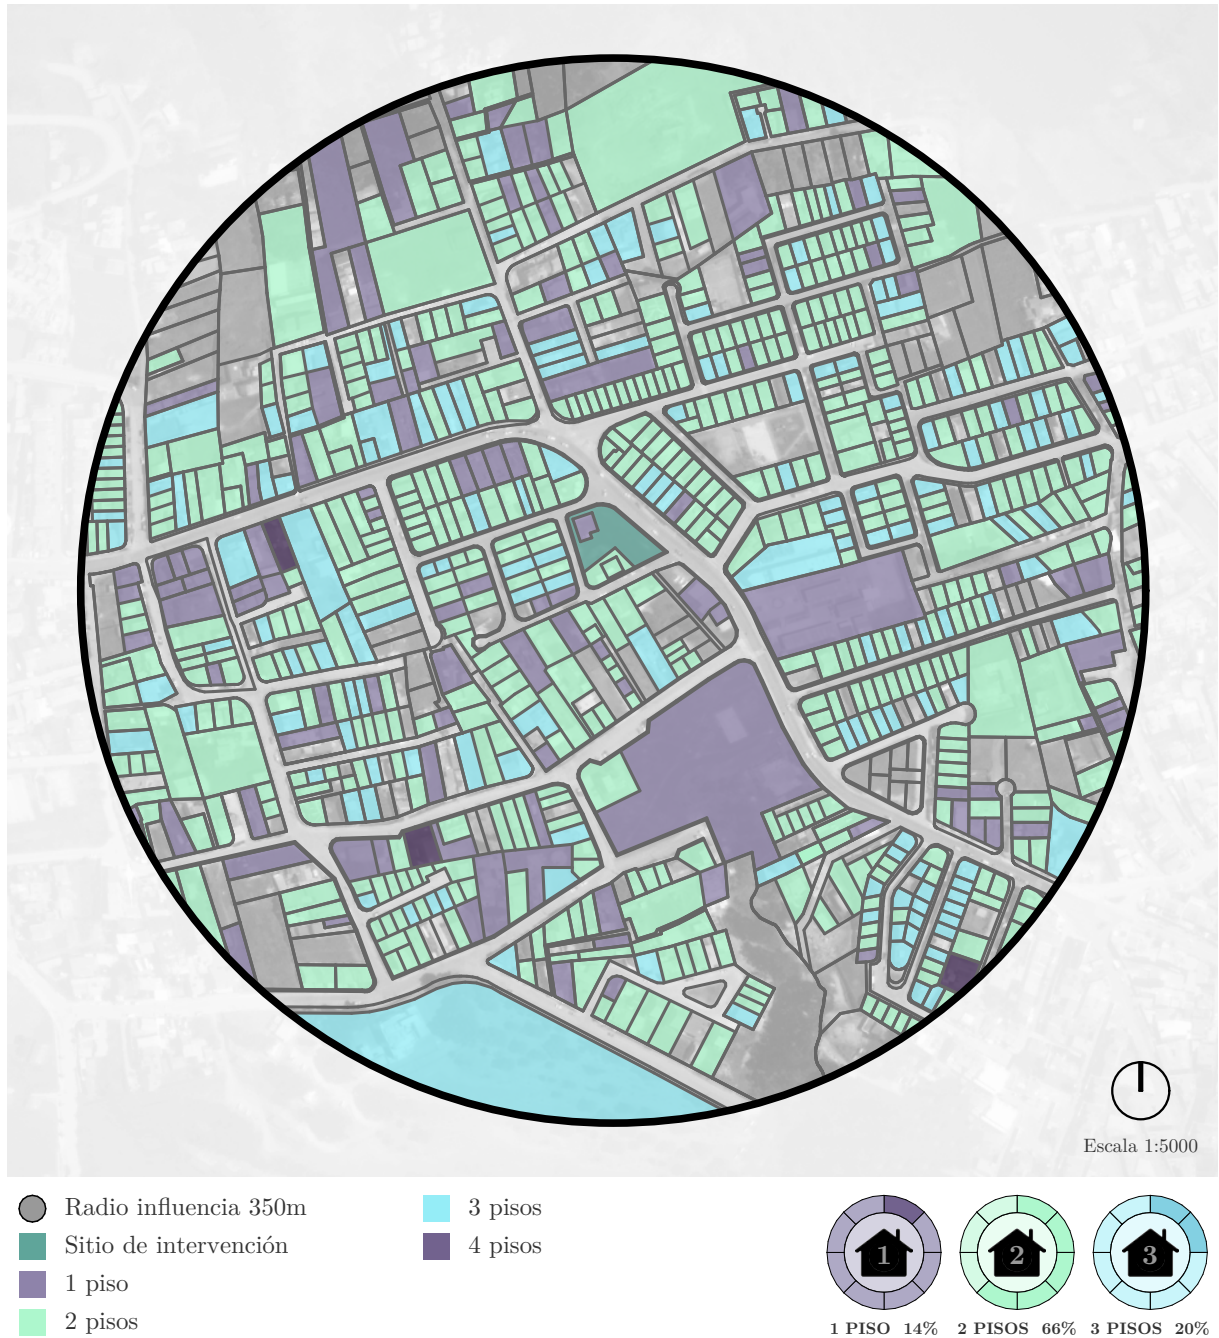 Escala 1:5000
Radio influencia 350m
Sitio de intervención
1 piso
2 pisos
3 pisos
4 pisos
1 2 3
1 PISO 14% 2 PISOS 66% 3 PISOS 20%